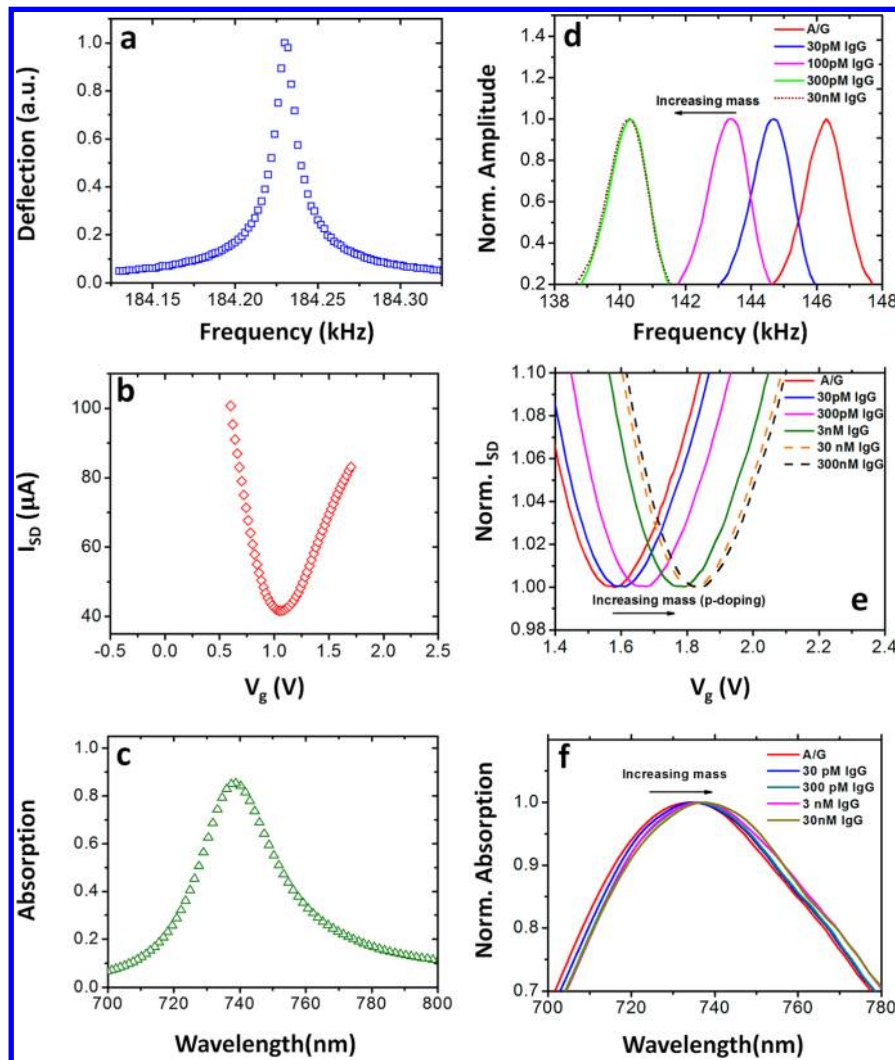 a
1.0
0.8
0.6
0.4
0.2
0.0
Deflection (a.u.)
184.15 184.20 184.25 184.30
Frequency (kHz)
d
A/G
30pM IgG
100pM IgG
300pM IgG
30nM IgG
Increasing mass
1.4
1.2
1.0
0.8
0.6
0.4
0.2
Norm. Amplitude
138 140 142 144 146 148
Frequency (kHz)
b
100
80
60
40
I_SD (µA)
-0.5 0.0 0.5 1.0 1.5 2.0 2.5
V_g (V)
1.10
1.08
1.06
1.04
1.02
1.00
0.98
Norm. I_SD
A/G
30pM IgG
300pM IgG
3nM IgG
30 nM IgG
300nM IgG
Increasing mass (p-doping)
e
1.4 1.6 1.8 2.0 2.2 2.4
V_g (V)
c
1.0
0.8
0.6
0.4
0.2
0.0
Absorption
700 720 740 760 780 800
Wavelength(nm)
f
A/G
30 pM IgG
300 pM IgG
3 nM IgG
30nM IgG
Increasing mass
1.0
0.9
0.8
0.7
Norm. Absorption
700 720 740 760 780
Wavelength(nm)